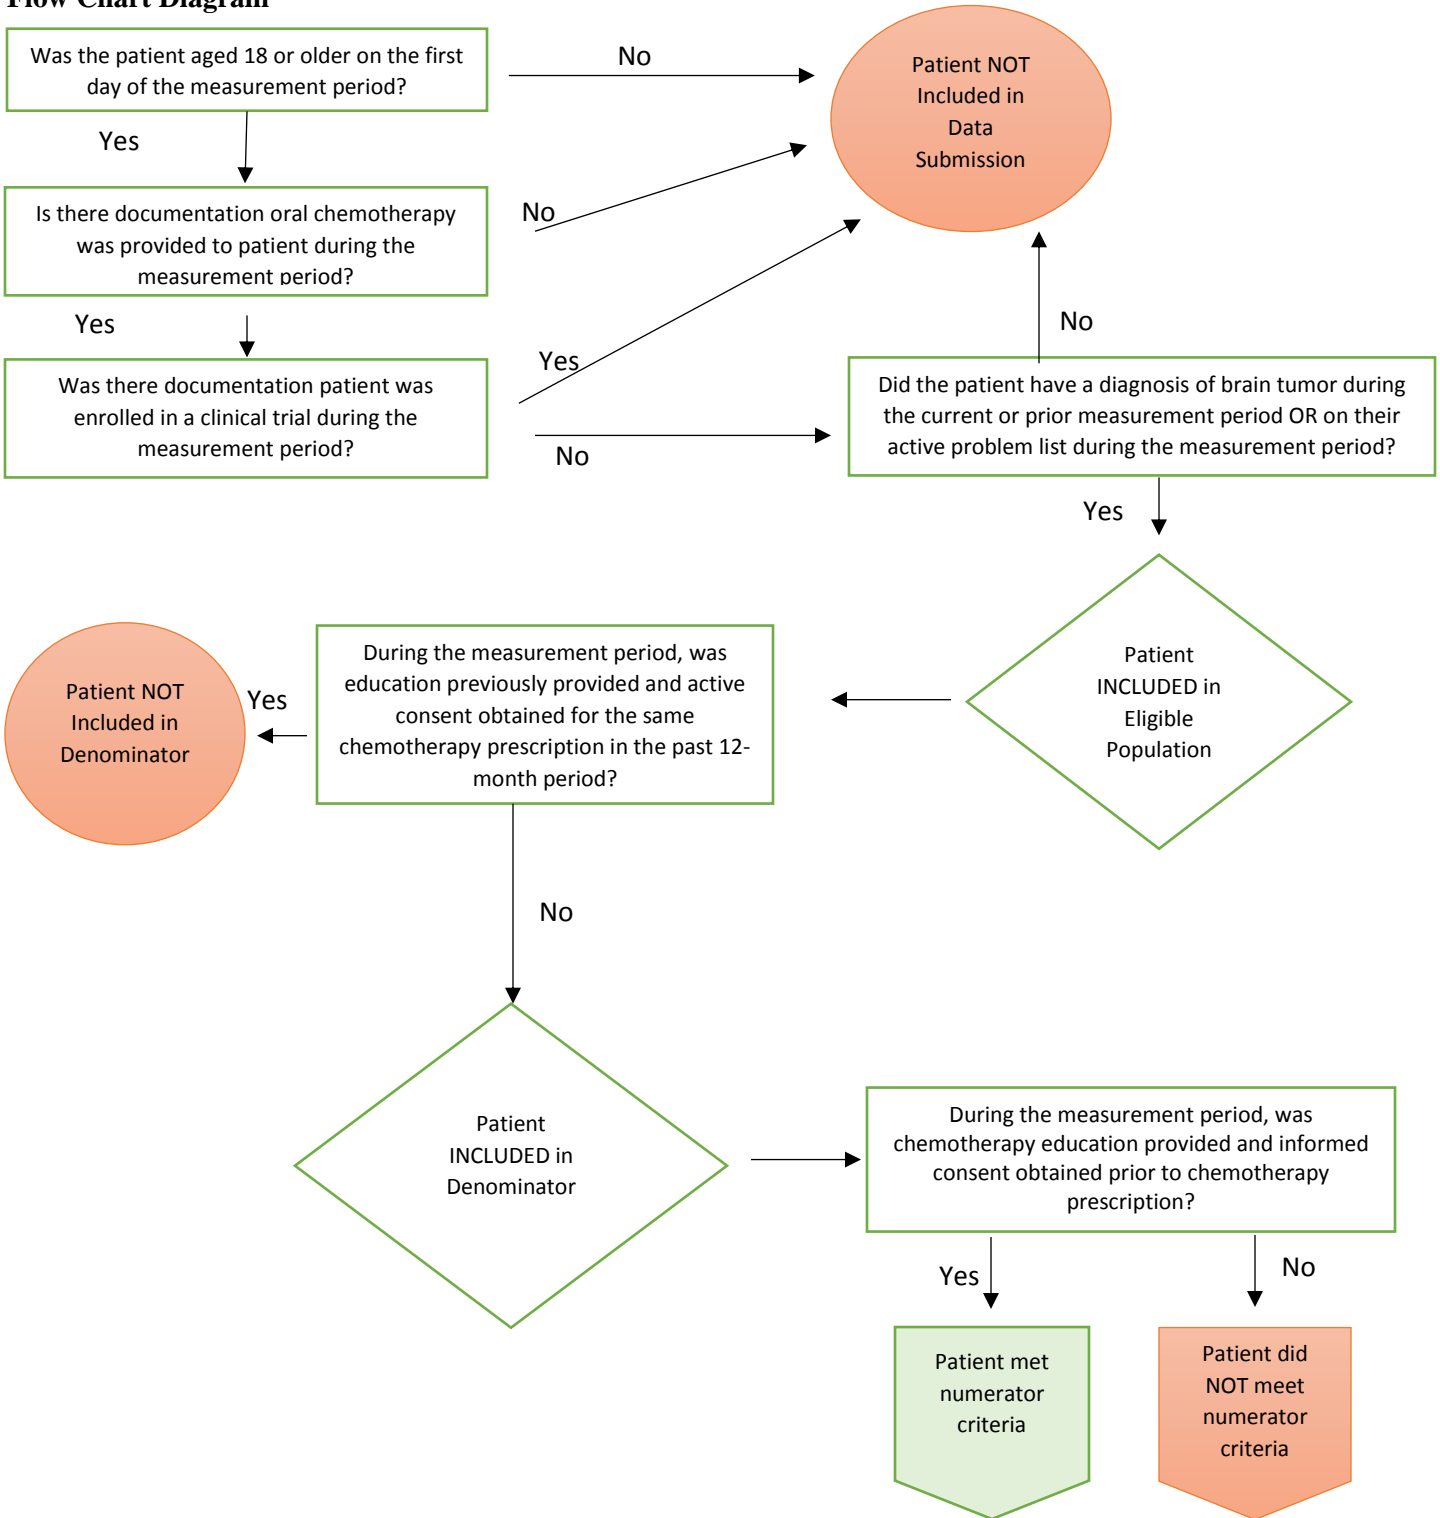 Flow Chart Diagram
Was the patient aged 18 or older on the first
day of the measurement period?
No
Patient NOT
Included in
Data
Submission
Yes
Is there documentation oral chemotherapy
was provided to patient during the
measurement period?
No
Yes
Was there documentation patient was
enrolled in a clinical trial during the
measurement period?
Yes
No
No
Did the patient have a diagnosis of brain tumor during
the current or prior measurement period OR on their
active problem list during the measurement period?
Yes
Patient
INCLUDED in
Eligible
Population
During the measurement period, was
education previously provided and active
consent obtained for the same
chemotherapy prescription in the past 12-
month period?
Yes
Patient NOT
Included in
Denominator
No
Patient
INCLUDED in
Denominator
During the measurement period, was
chemotherapy education provided and informed
consent obtained prior to chemotherapy
prescription?
Yes
No
Patient met
numerator
criteria
Patient did
NOT meet
numerator
criteria